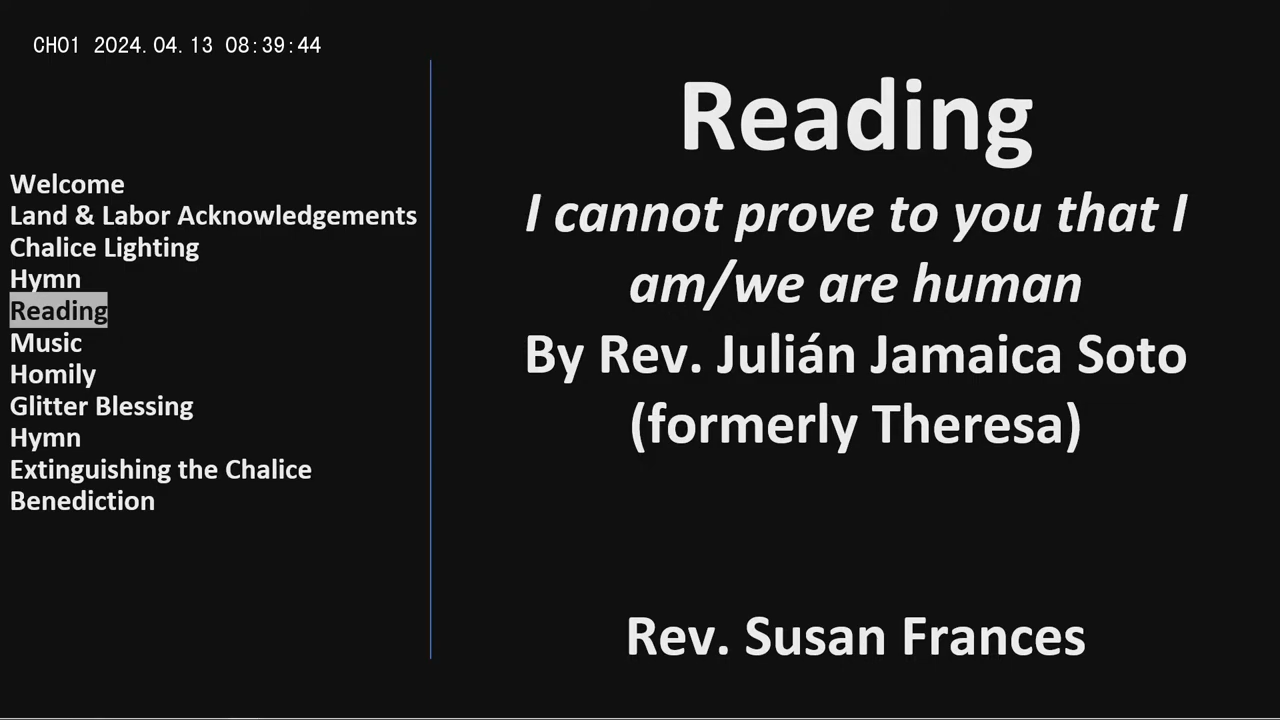 CH01 2024.04.13 08:39:44
Welcome
Land & Labor Acknowledgements
Chalice Lighting
Hymn
Reading
Music
Homily
Glitter Blessing
Hymn
Extinguishing the Chalice
Benediction
Reading
I cannot prove to you that I
am/we are human
By Rev. Julián Jamaica Soto
(formerly Theresa)
Rev. Susan Frances